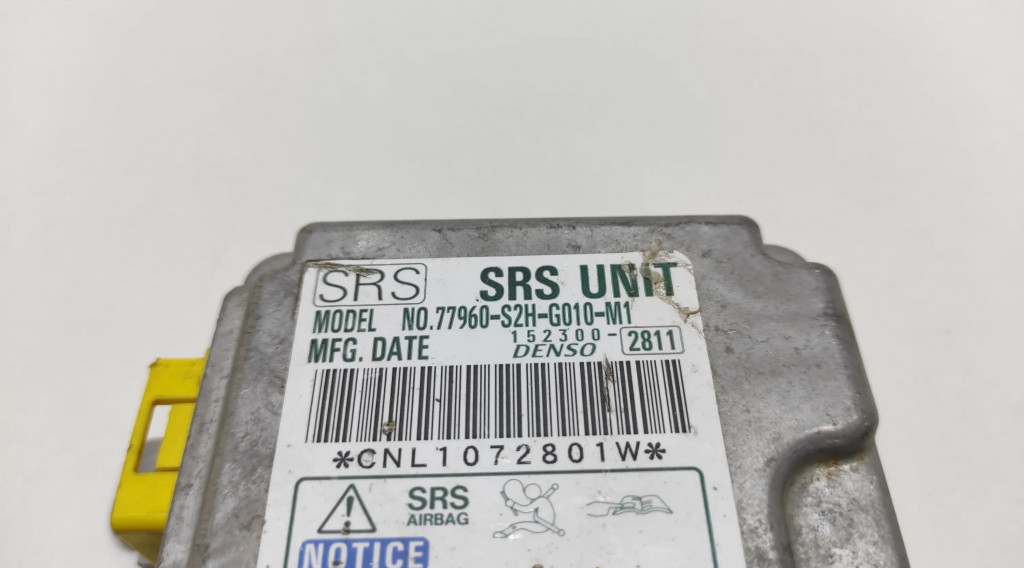 SRS SRS UNIT
MODEL NO.77960-S2H-G010-M1
152300-2811
MFG. DATE DENSO
*CNL1072801W*
SRS
AIRBAG
NOTICE